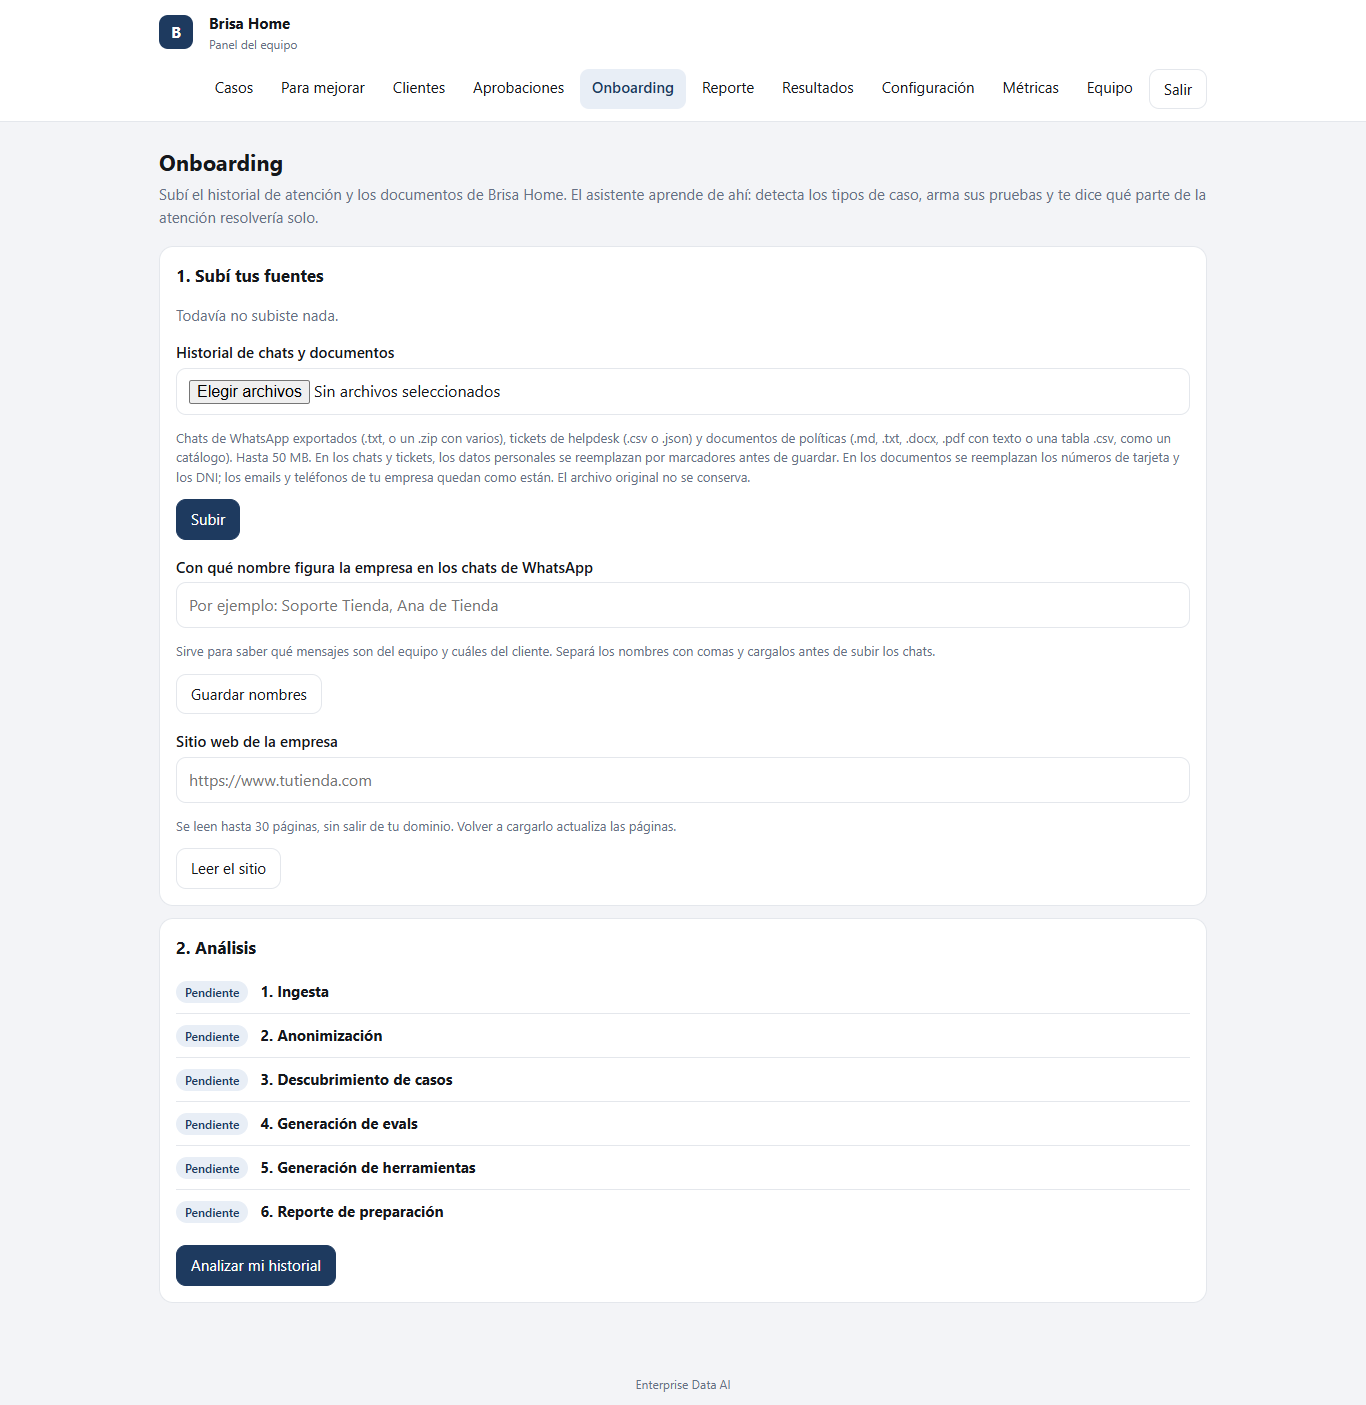 B
Brisa Home
Panel del equipo
Casos
Para mejorar
Clientes
Aprobaciones
Onboarding
Reporte
Resultados
Configuración
Métricas
Equipo
Salir
Onboarding
Subí el historial de atención y los documentos de Brisa Home. El asistente aprende de ahí: detecta los tipos de caso, arma sus pruebas y te dice qué parte de la
atención resolvería solo.
1. Subí tus fuentes
Todavía no subiste nada.
Historial de chats y documentos
Elegir archivos Sin archivos seleccionados
Chats de WhatsApp exportados (.txt, o un .zip con varios), tickets de helpdesk (.csv o .json) y documentos de políticas (.md, .txt, .docx, .pdf con texto o una tabla .csv, como un
catálogo). Hasta 50 MB. En los chats y tickets, los datos personales se reemplazan por marcadores antes de guardar. En los documentos se reemplazan los números de tarjeta y
los DNI; los emails y teléfonos de tu empresa quedan como están. El archivo original no se conserva.
Subir
Con qué nombre figura la empresa en los chats de WhatsApp
Por ejemplo: Soporte Tienda, Ana de Tienda
Sirve para saber qué mensajes son del equipo y cuáles del cliente. Separá los nombres con comas y cargalos antes de subir los chats.
Guardar nombres
Sitio web de la empresa
https://www.tutienda.com
Se leen hasta 30 páginas, sin salir de tu dominio. Volver a cargarlo actualiza las páginas.
Leer el sitio
2. Análisis
Pendiente 1. Ingesta
Pendiente 2. Anonimización
Pendiente 3. Descubrimiento de casos
Pendiente 4. Generación de evals
Pendiente 5. Generación de herramientas
Pendiente 6. Reporte de preparación
Analizar mi historial
Enterprise Data AI